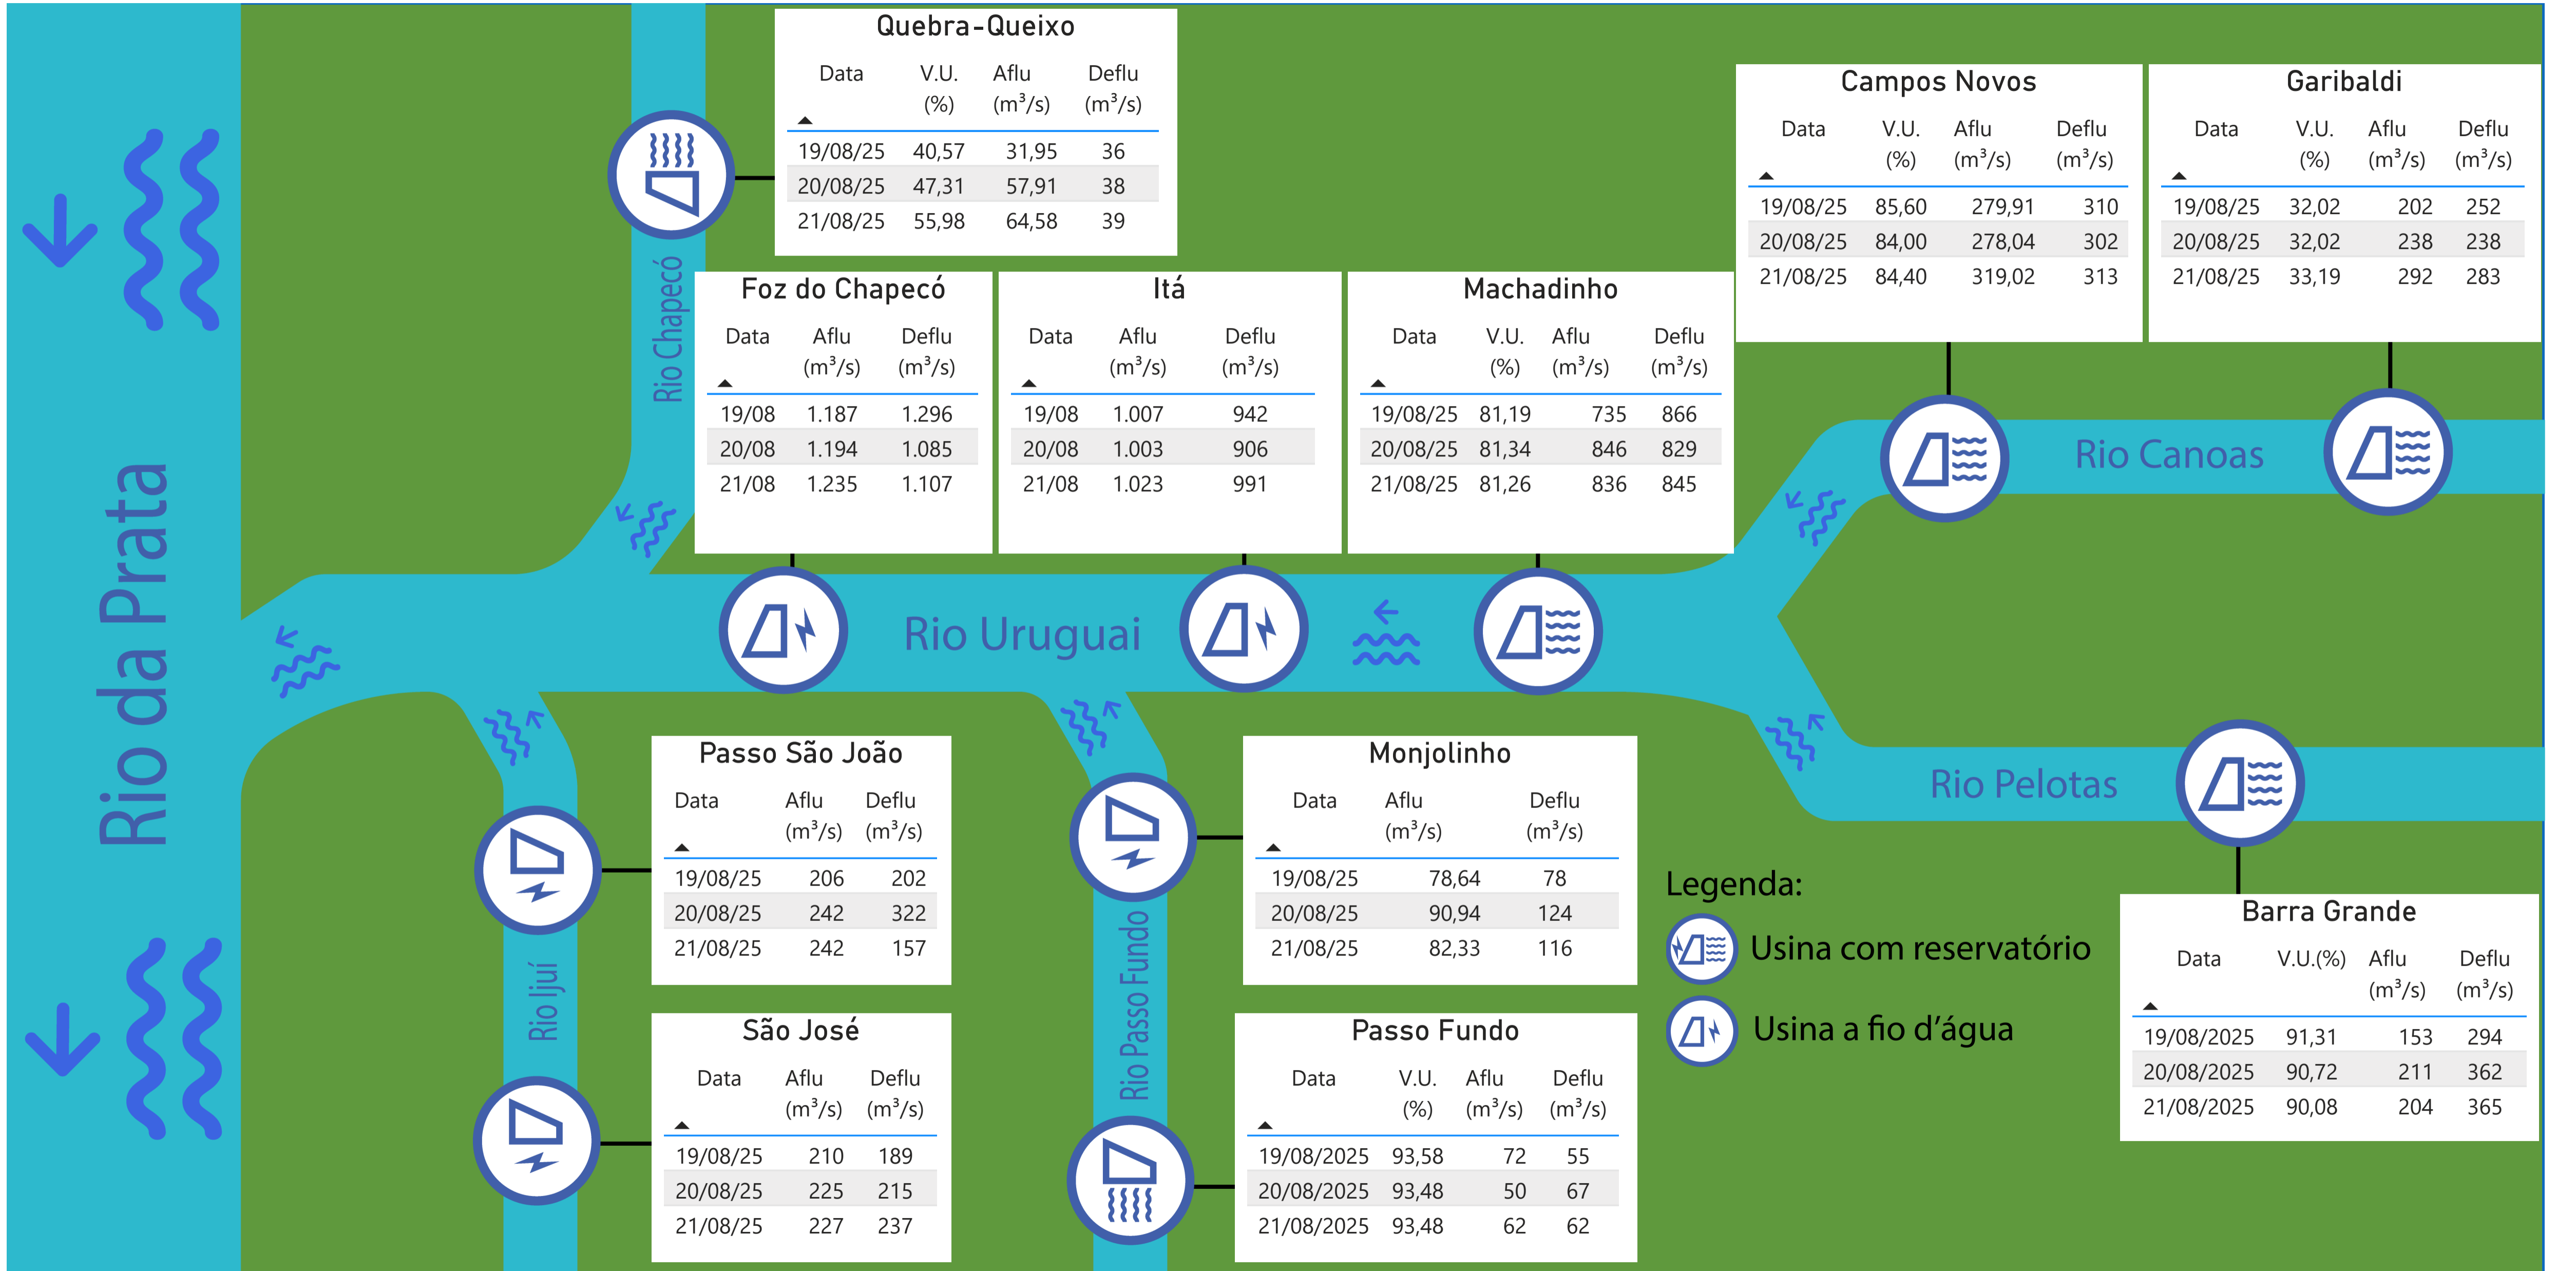 Quebra-Queixo
Data V.U. (%) Aflu (m³/s) Deflu (m³/s)
19/08/25 40,57 31,95 36
20/08/25 47,31 57,91 38
21/08/25 55,98 64,58 39
Campos Novos
Data V.U. (%) Aflu (m³/s) Deflu (m³/s)
19/08/25 85,60 279,91 310
20/08/25 84,00 278,04 302
21/08/25 84,40 319,02 313
Garibaldi
Data V.U. (%) Aflu (m³/s) Deflu (m³/s)
19/08/25 32,02 202 252
20/08/25 32,02 238 238
21/08/25 33,19 292 283
Rio Chapecó
Foz do Chapecó
Data Aflu (m³/s) Deflu (m³/s)
19/08 1.187 1.296
20/08 1.194 1.085
21/08 1.235 1.107
Itá
Data Aflu (m³/s) Deflu (m³/s)
19/08 1.007 942
20/08 1.003 906
21/08 1.023 991
Machadinho
Data V.U. (%) Aflu (m³/s) Deflu (m³/s)
19/08/25 81,19 735 866
20/08/25 81,34 846 829
21/08/25 81,26 836 845
Rio Canoas
Rio da Prata
Rio Uruguai
Rio Pelotas
Passo São João
Data Aflu (m³/s) Deflu (m³/s)
19/08/25 206 202
20/08/25 242 322
21/08/25 242 157
Monjolinho
Data Aflu (m³/s) Deflu (m³/s)
19/08/25 78,64 78
20/08/25 90,94 124
21/08/25 82,33 116
Legenda:
Usina com reservatório
Usina a fio d'água
Barra Grande
Data V.U.(%) Aflu (m³/s) Deflu (m³/s)
19/08/2025 91,31 153 294
20/08/2025 90,72 211 362
21/08/2025 90,08 204 365
Rio Ijuí
São José
Data Aflu (m³/s) Deflu (m³/s)
19/08/25 210 189
20/08/25 225 215
21/08/25 227 237
Rio Passo Fundo
Passo Fundo
Data V.U. (%) Aflu (m³/s) Deflu (m³/s)
19/08/2025 93,58 72 55
20/08/2025 93,48 50 67
21/08/2025 93,48 62 62